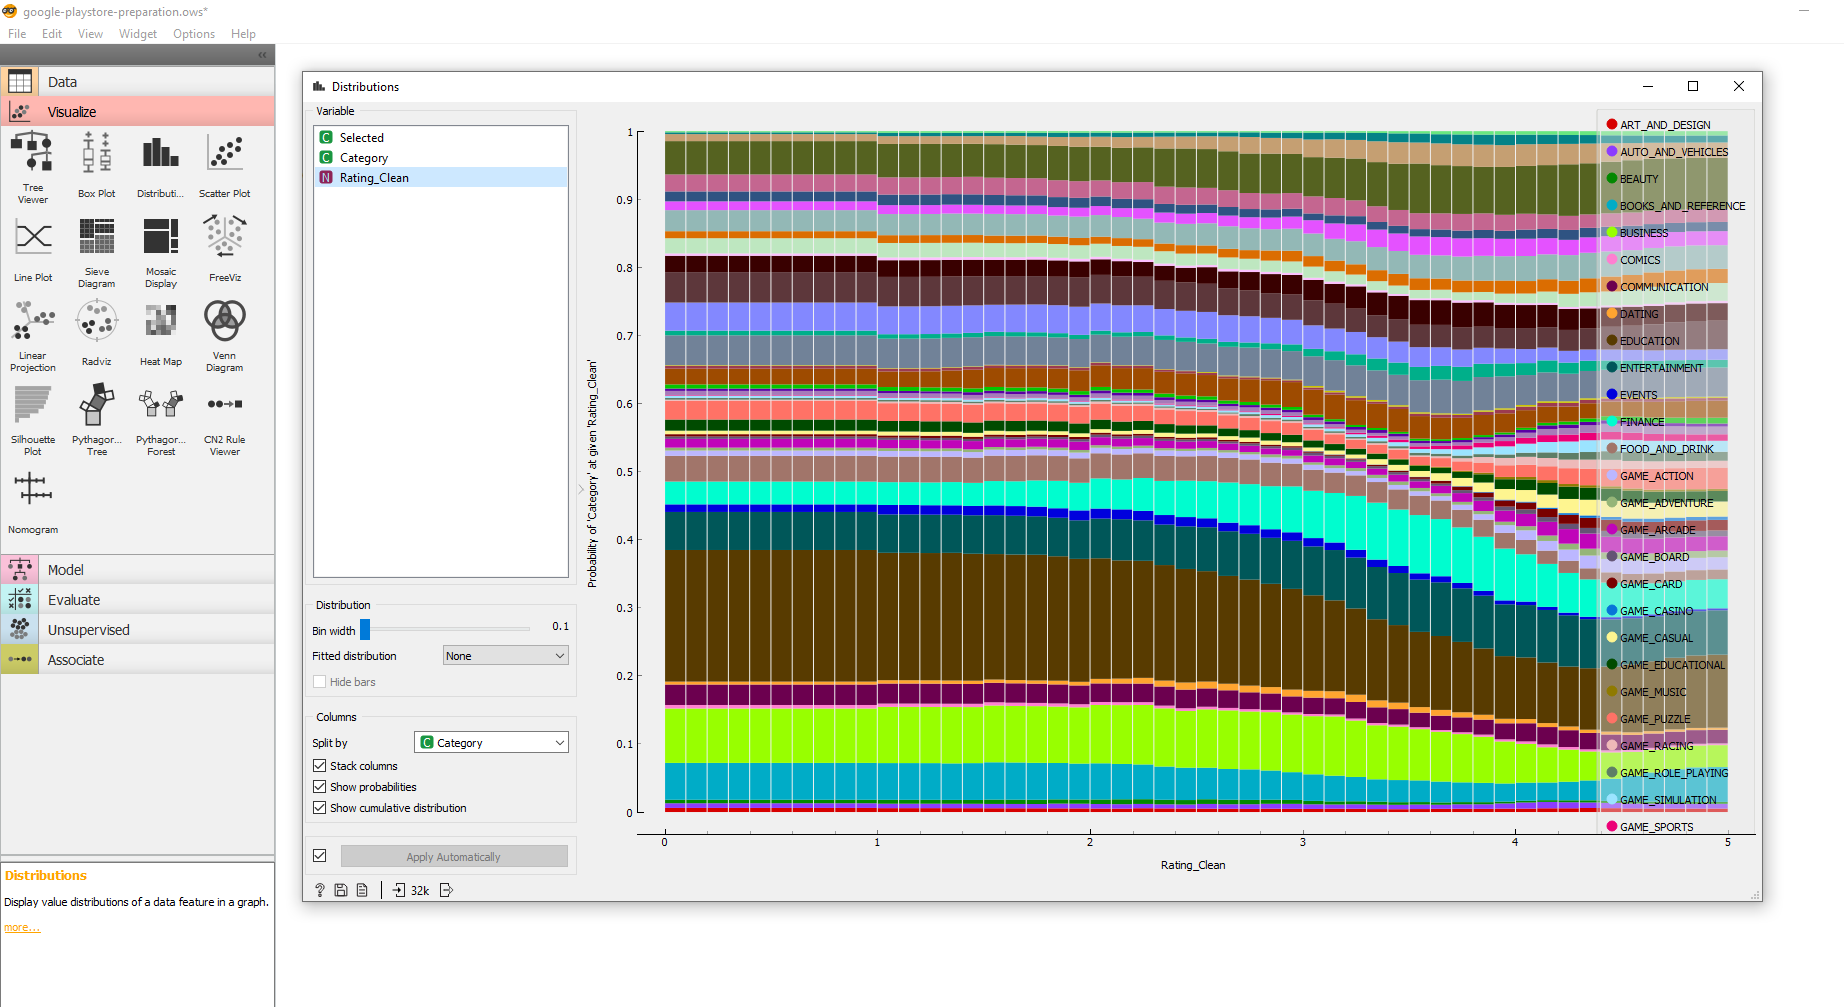 google-playstore-preparation.ows*
File Edit View Widget Options Help
Data
Visualize
Tree Viewer
Box Plot
Distributi...
Scatter Plot
Line Plot
Sieve Diagram
Mosaic Display
FreeViz
Linear Projection
Radviz
Heat Map
Venn Diagram
Silhouette Plot
Pythagor... Tree
Pythagor... Forest
CN2 Rule Viewer
Nomogram
Model
Evaluate
Unsupervised
Associate
Distributions
Display value distributions of a data feature in a graph.
more...
Distributions
Variable
C Selected
C Category
N Rating_Clean
Distribution
Bin width 0.1
Fitted distribution None
Hide bars
Columns
Split by C Category
Stack columns
Show probabilities
Show cumulative distribution
Apply Automatically
? 32k
Probability of 'Category' at given 'Rating_Clean'
1
0.9
0.8
0.7
0.6
0.5
0.4
0.3
0.2
0.1
0
0 1 2 3 4 5
Rating_Clean
ART_AND_DESIGN
AUTO_AND_VEHICLES
BEAUTY
BOOKS_AND_REFERENCE
BUSINESS
COMICS
COMMUNICATION
DATING
EDUCATION
ENTERTAINMENT
EVENTS
FINANCE
FOOD_AND_DRINK
GAME_ACTION
GAME_ADVENTURE
GAME_ARCADE
GAME_BOARD
GAME_CARD
GAME_CASINO
GAME_CASUAL
GAME_EDUCATIONAL
GAME_MUSIC
GAME_PUZZLE
GAME_RACING
GAME_ROLE_PLAYING
GAME_SIMULATION
GAME_SPORTS